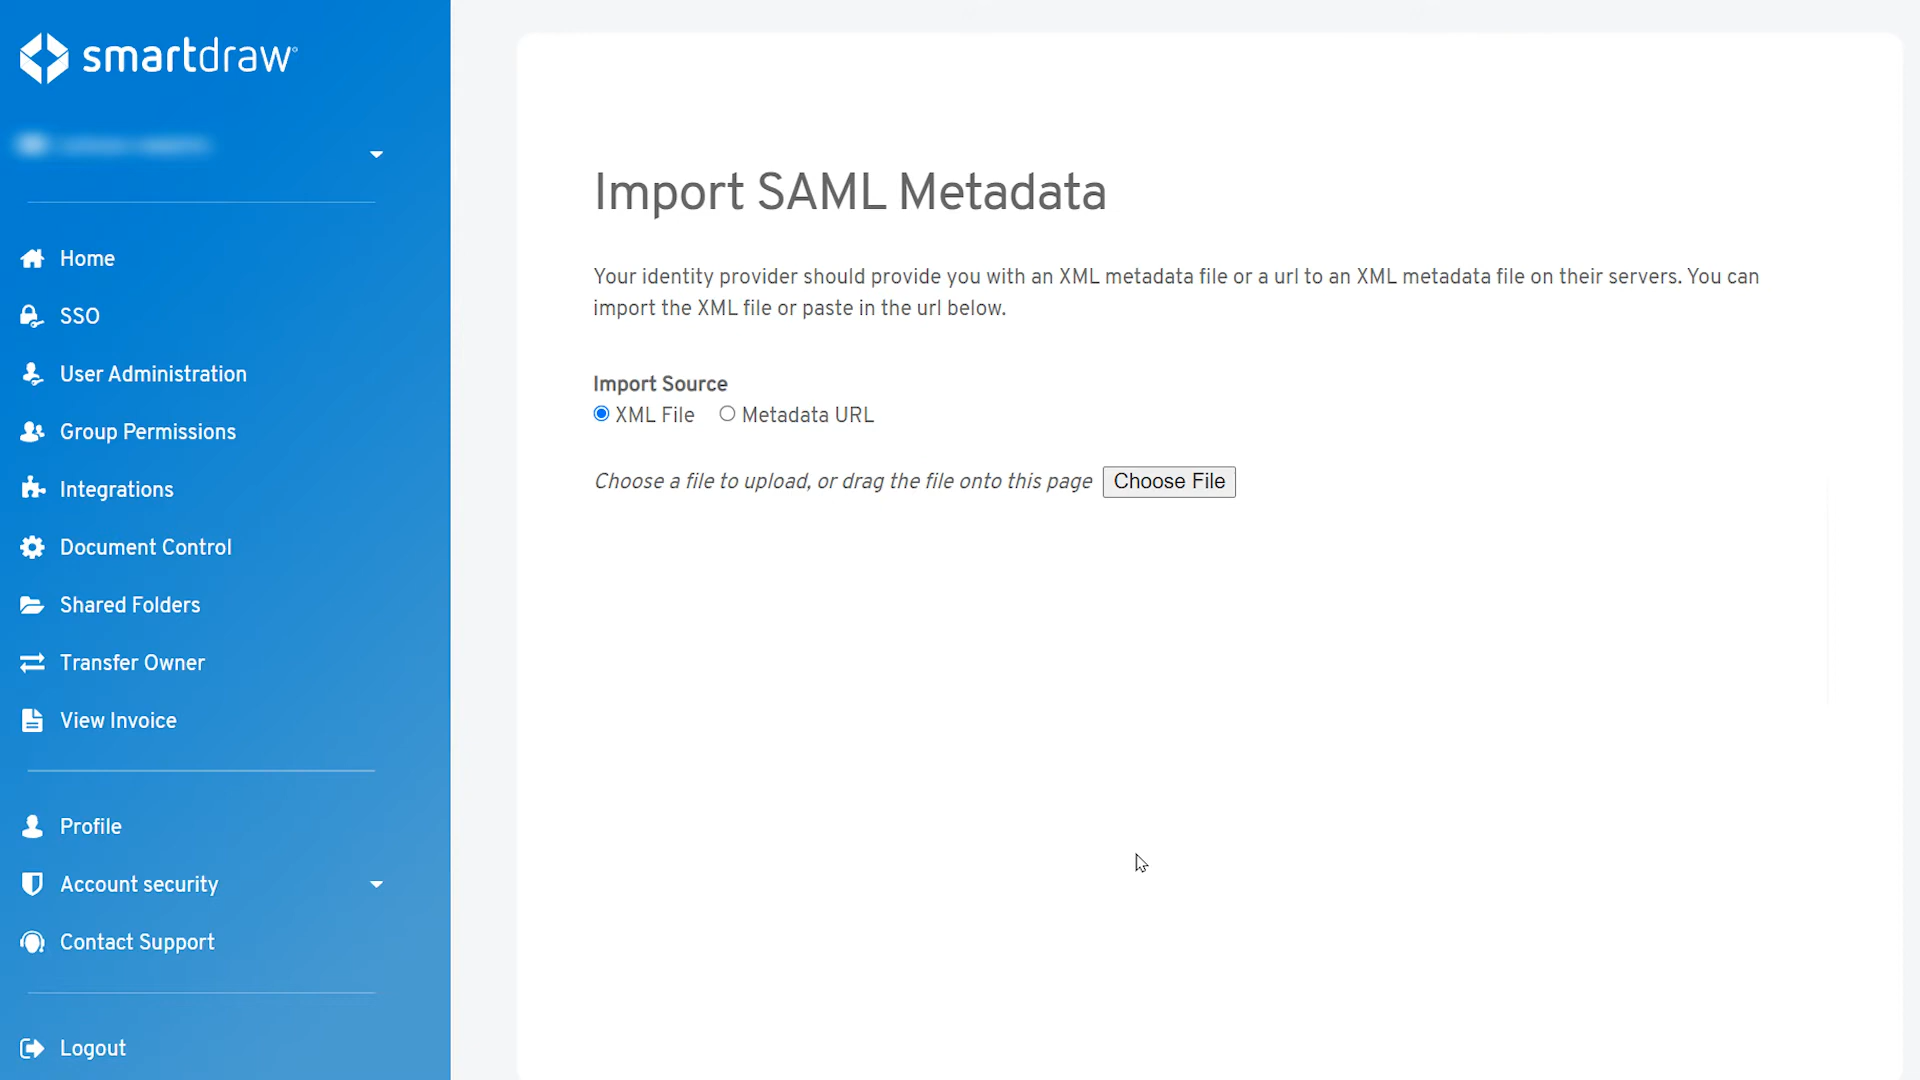 smartdraw
Home
SSO
User Administration
Group Permissions
Integrations
Document Control
Shared Folders
Transfer Owner
View Invoice
Profile
Account security
Contact Support
Logout
Import SAML Metadata
Your identity provider should provide you with an XML metadata file or a url to an XML metadata file on their servers. You can
import the XML file or paste in the url below.
Import Source
XML File Metadata URL
Choose a file to upload, or drag the file onto this page Choose File